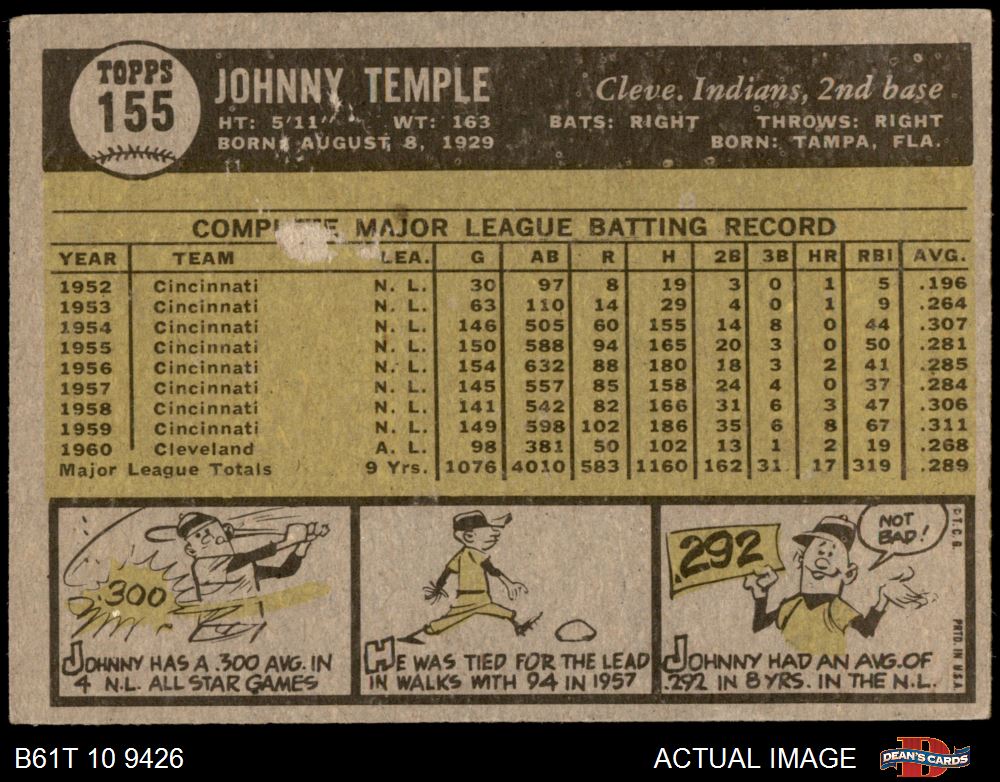 TOPPS
155
JOHNNY TEMPLE
Cleve. Indians, 2nd base
HT: 5'11" WT: 163
BATS: RIGHT THROWS: RIGHT
BORN: AUGUST 8, 1929
BORN: TAMPA, FLA.
COMPLETE MAJOR LEAGUE BATTING RECORD
YEAR TEAM LEA. G AB R H 2B 3B HR RBI AVG.
1952 Cincinnati N. L. 30 97 8 19 3 0 1 5 .196
1953 Cincinnati N. L. 63 110 14 29 4 0 1 9 .264
1954 Cincinnati N. L. 146 505 60 155 14 8 0 44 .307
1955 Cincinnati N. L. 150 588 94 165 20 3 0 50 .281
1956 Cincinnati N. L. 154 632 88 180 18 3 2 41 .285
1957 Cincinnati N. L. 145 557 85 158 24 4 0 37 .284
1958 Cincinnati N. L. 141 542 82 166 31 6 3 47 .306
1959 Cincinnati N. L. 149 598 102 186 35 6 8 67 .311
1960 Cleveland A. L. 98 381 50 102 13 1 2 19 .268
Major League Totals 9 Yrs. 1076 4010 583 1160 162 31 17 319 .289
.300
JOHNNY HAS A .300 AVG. IN
4 N.L. ALL STAR GAMES
HE WAS TIED FOR THE LEAD
IN WALKS WITH 94 IN 1957
.292
NOT
BAD!
JOHNNY HAD AN AVG. OF
.292 IN 8 YRS. IN THE N.L.
© T.C.G. PRTD. IN U.S.A.
B61T 10 9426
ACTUAL IMAGE
DEAN'S CARDS